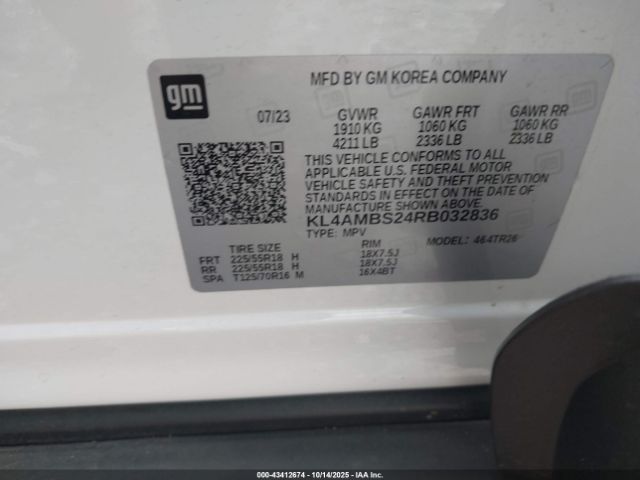 gm
MFD BY GM KOREA COMPANY
07/23 GVWR GAWR FRT GAWR RR
1910 KG 1060 KG 1060 KG
4211 LB 2336 LB 2336 LB
THIS VEHICLE CONFORMS TO ALL
APPLICABLE U.S. FEDERAL MOTOR
VEHICLE SAFETY AND THEFT PREVENTION
STANDARDS IN EFFECT ON THE DATE OF
MANUFACTURE SHOWN ABOVE.
KL4AMBS24RB032836
TYPE: MPV MODEL: 464TR26
TIRE SIZE RIM
FRT 225/55R18 H 18X7.5J
RR 225/55R18 H 18X7.5J
SPA T125/70R16 M 16X4BT
000-43412674 | 10/14/2025 | IAA Inc.